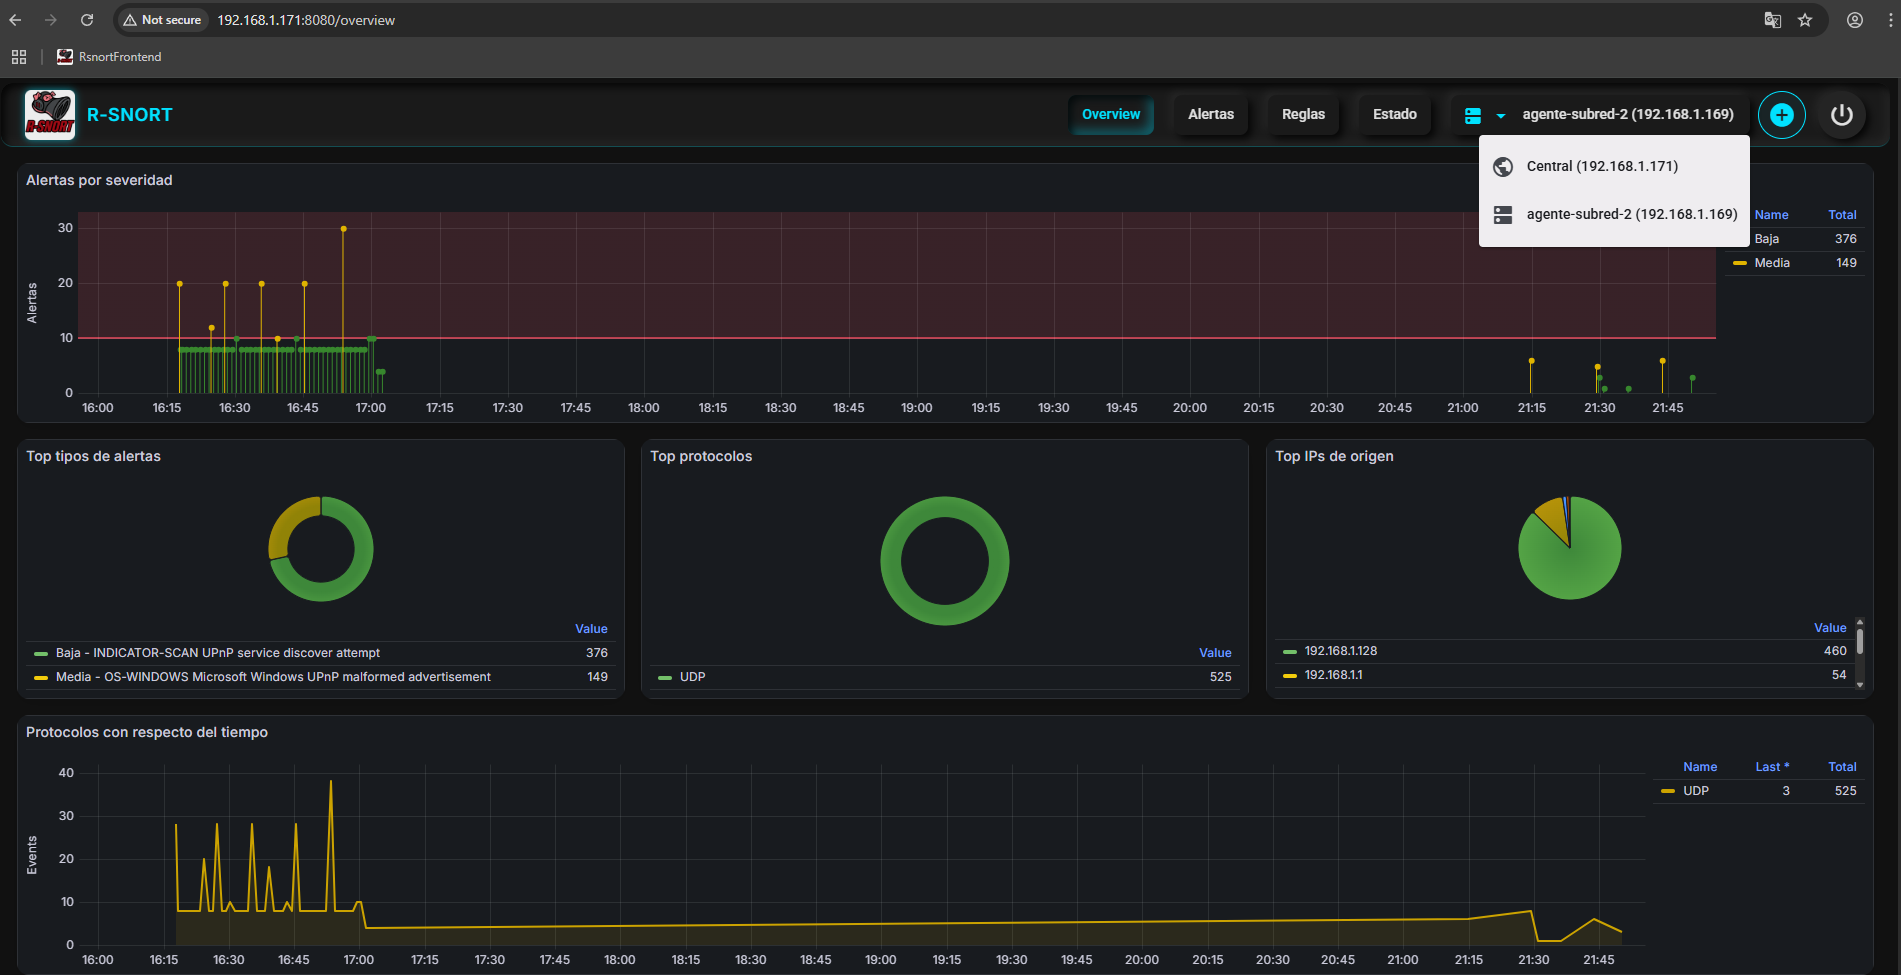 Not secure 192.168.1.171:8080/overview
RsnortFrontend
R-SNORT
R-SNORT
Overview
Alertas
Reglas
Estado
agente-subred-2 (192.168.1.169)
Central (192.168.1.171)
agente-subred-2 (192.168.1.169)
Alertas por severidad
Alertas
30
20
10
0
16:00 16:15 16:30 16:45 17:00 17:15 17:30 17:45 18:00 18:15 18:30 18:45 19:00 19:15 19:30 19:45 20:00 20:15 20:30 20:45 21:00 21:15 21:30 21:45
Name Total
Baja 376
Media 149
Top tipos de alertas
Value
Baja - INDICATOR-SCAN UPnP service discover attempt 376
Media - OS-WINDOWS Microsoft Windows UPnP malformed advertisement 149
Top protocolos
Value
UDP 525
Top IPs de origen
Value
192.168.1.128 460
192.168.1.1 54
Protocolos con respecto del tiempo
Events
40
30
20
10
0
16:00 16:15 16:30 16:45 17:00 17:15 17:30 17:45 18:00 18:15 18:30 18:45 19:00 19:15 19:30 19:45 20:00 20:15 20:30 20:45 21:00 21:15 21:30 21:45
Name Last * Total
UDP 3 525